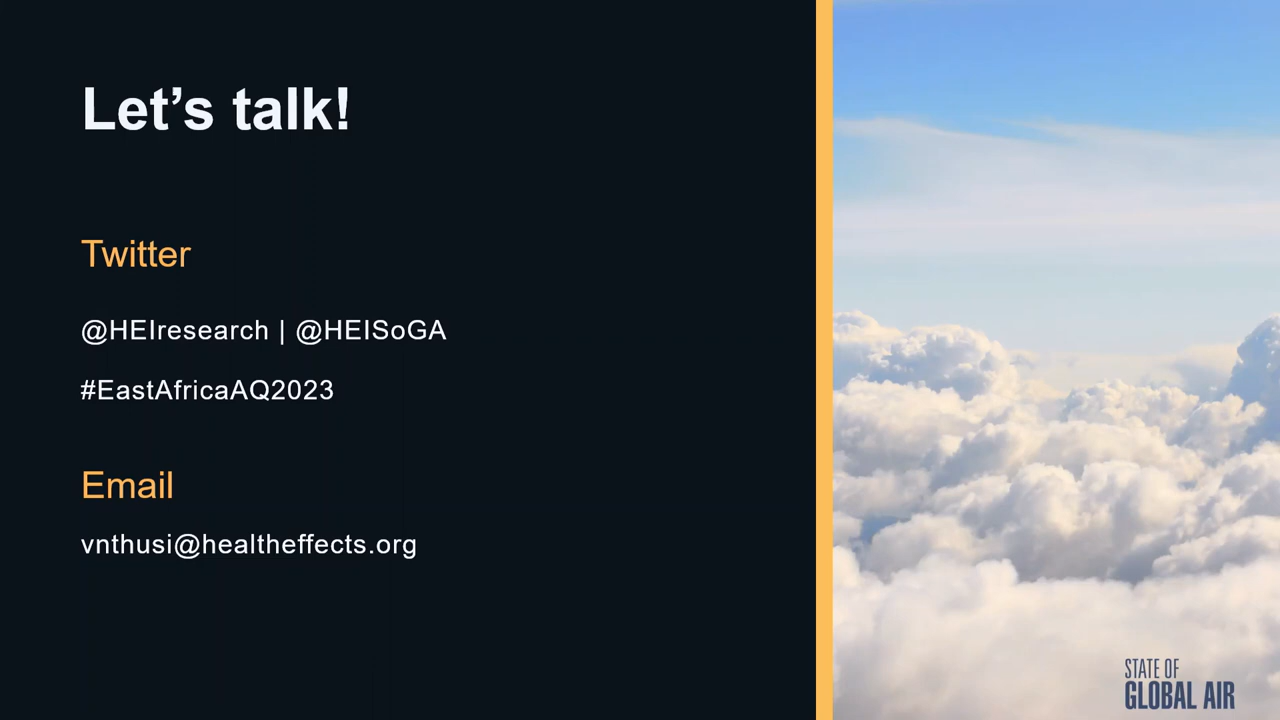 Let’s talk!
Twitter
@HEIresearch | @HEISoGA
#EastAfricaAQ2023
Email
vnthusi@healtheffects.org
STATE OF
GLOBAL AIR